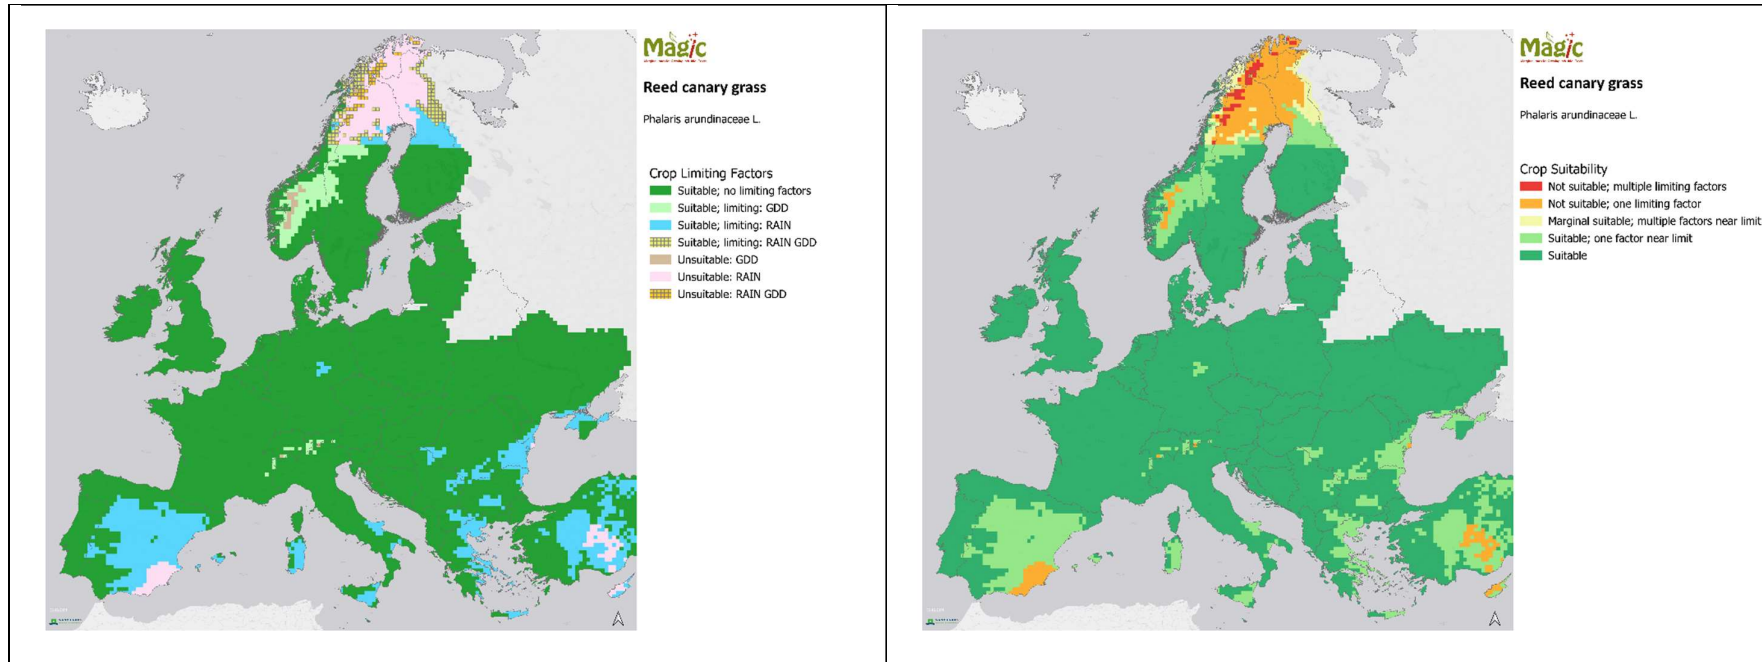 Magic
Reed canary grass
Phalaris arundinaceae L.
Crop Limiting Factors
Suitable; no limiting factors
Suitable; limiting: GDD
Suitable; limiting: RAIN
Suitable; limiting: RAIN GDD
Unsuitable: GDD
Unsuitable: RAIN
Unsuitable: RAIN GDD
Magic
Reed canary grass
Phalaris arundinaceae L.
Crop Suitability
Not suitable; multiple limiting factors
Not suitable; one limiting factor
Marginal suitable; multiple factors near limit
Suitable; one factor near limit
Suitable